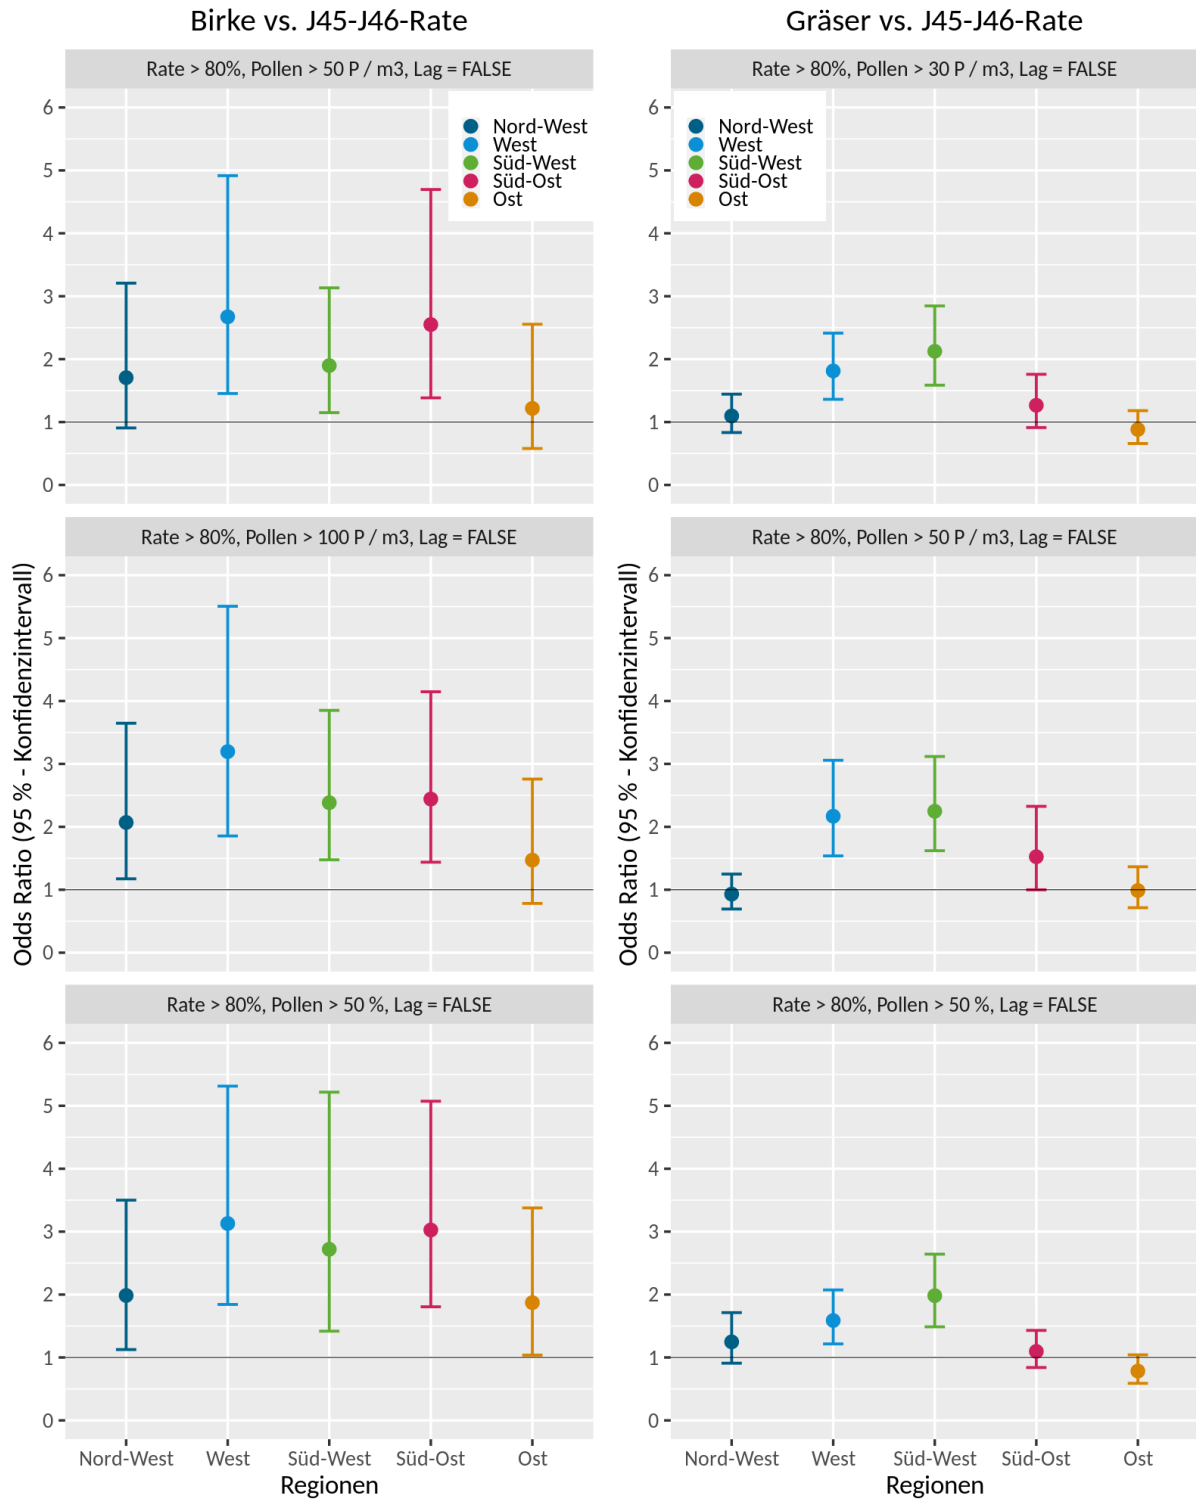 Birke vs. J45-J46-Rate
Rate > 80%, Pollen > 50 P / m3, Lag = FALSE
6
5
4
3
2
1
0
Nord-West
West
Süd-West
Süd-Ost
Ost
Rate > 80%, Pollen > 100 P / m3, Lag = FALSE
6
5
4
3
2
1
0
Odds Ratio (95 % - Konfidenzintervall)
Rate > 80%, Pollen > 50 %, Lag = FALSE
6
5
4
3
2
1
0
Nord-West West Süd-West Süd-Ost Ost
Regionen
Gräser vs. J45-J46-Rate
Rate > 80%, Pollen > 30 P / m3, Lag = FALSE
6
5
4
3
2
1
0
Nord-West
West
Süd-West
Süd-Ost
Ost
Rate > 80%, Pollen > 50 P / m3, Lag = FALSE
6
5
4
3
2
1
0
Odds Ratio (95 % - Konfidenzintervall)
Rate > 80%, Pollen > 50 %, Lag = FALSE
6
5
4
3
2
1
0
Nord-West West Süd-West Süd-Ost Ost
Regionen